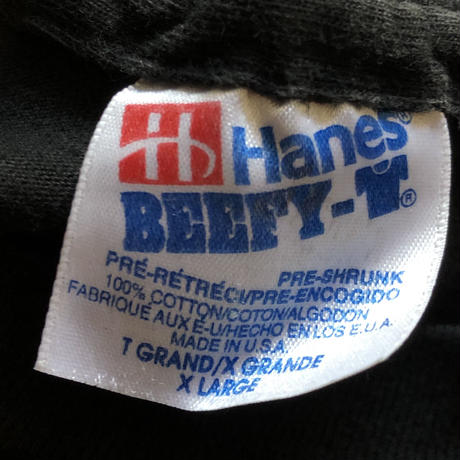 H Hanes®
BEEFY-T®
PRÉ-RÉTRÉCI/PRE-ENCOGIDO PRE-SHRUNK
100% COTTON/COTON/ALGODON
FABRIQUE AUX E-U/HECHO EN LOS E.U.A.
MADE IN U.S.A.
T GRAND/X GRANDE
X LARGE